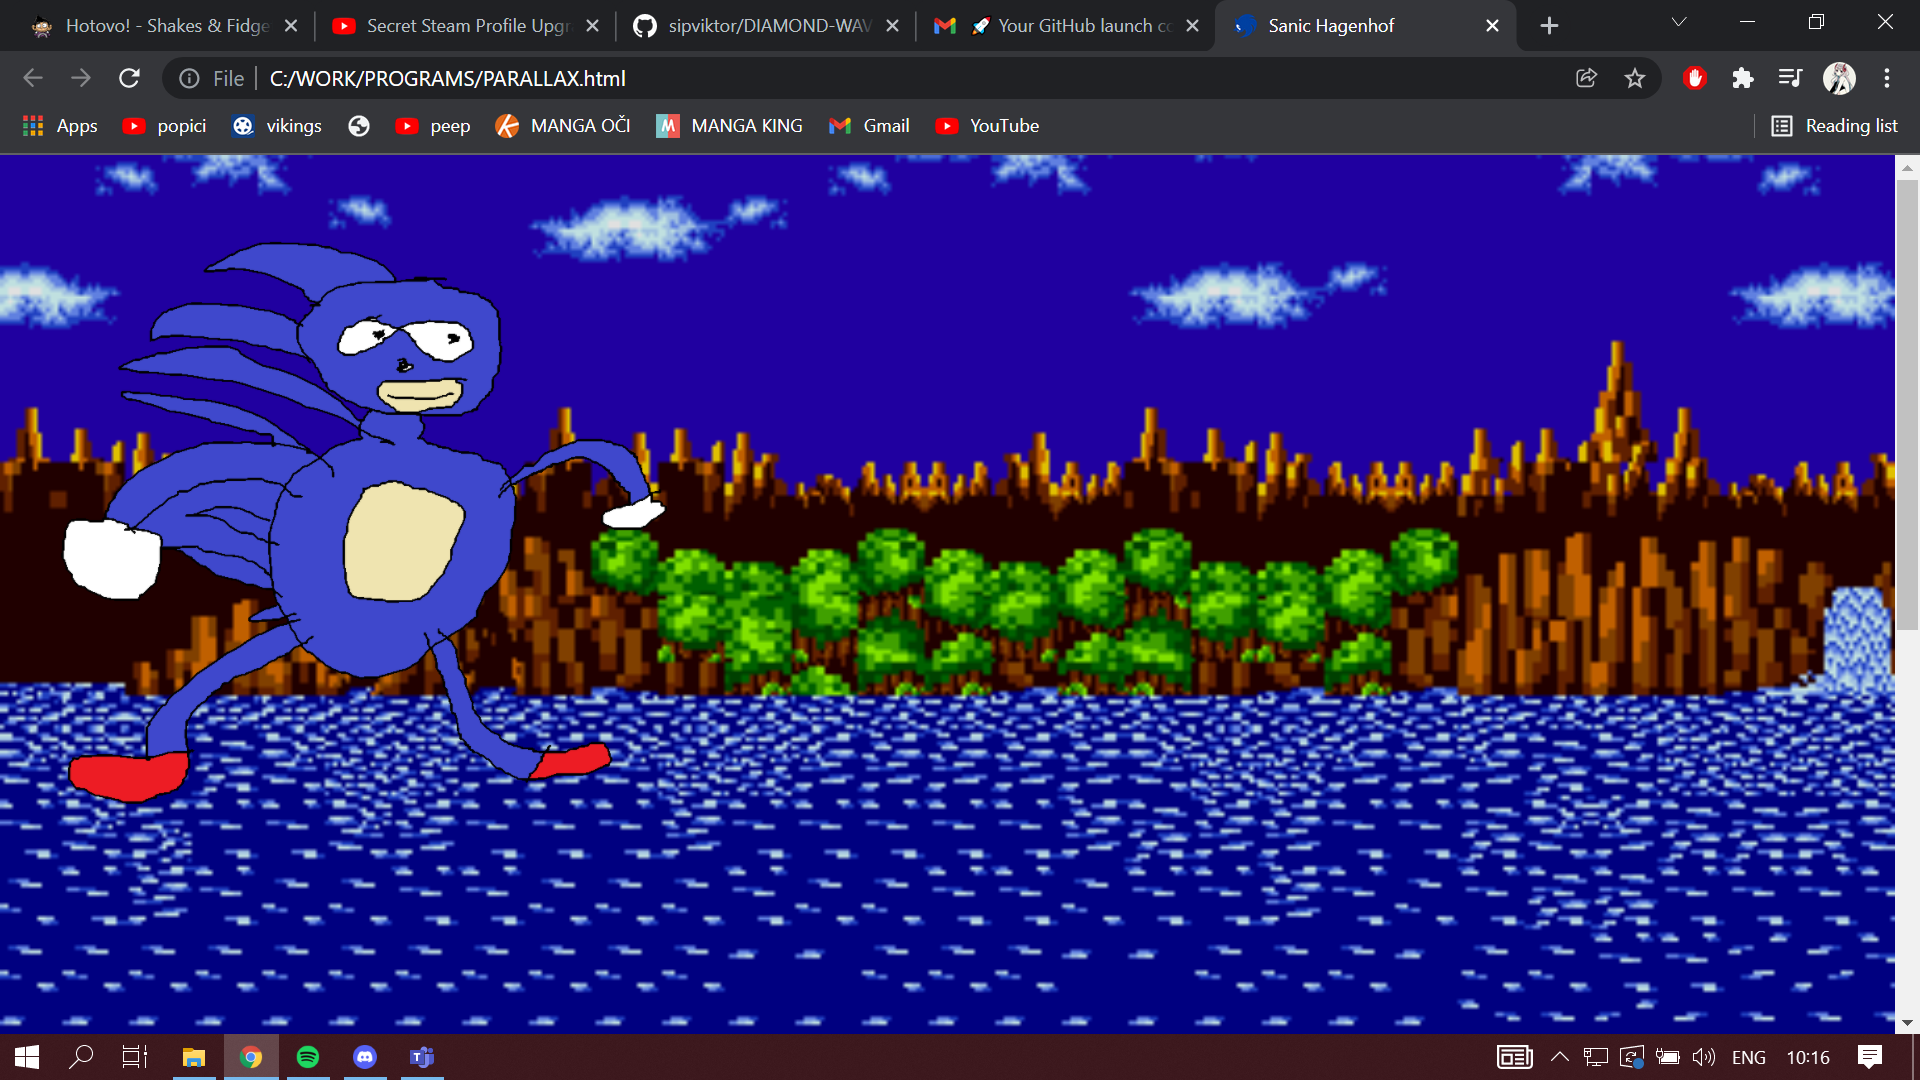 Hotovo! - Shakes & Fidge
Secret Steam Profile Upgr
sipviktor/DIAMOND-WAV
🚀 Your GitHub launch co
Sanic Hagenhof
File
C:/WORK/PROGRAMS/PARALLAX.html
Apps
popici
vikings
peep
MANGA OČI
M
MANGA KING
Gmail
YouTube
Reading list
ENG
10:16